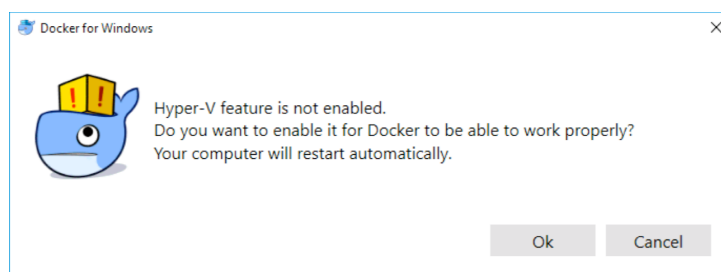 Docker for Windows
Hyper-V feature is not enabled.
Do you want to enable it for Docker to be able to work properly?
Your computer will restart automatically.
Ok
Cancel